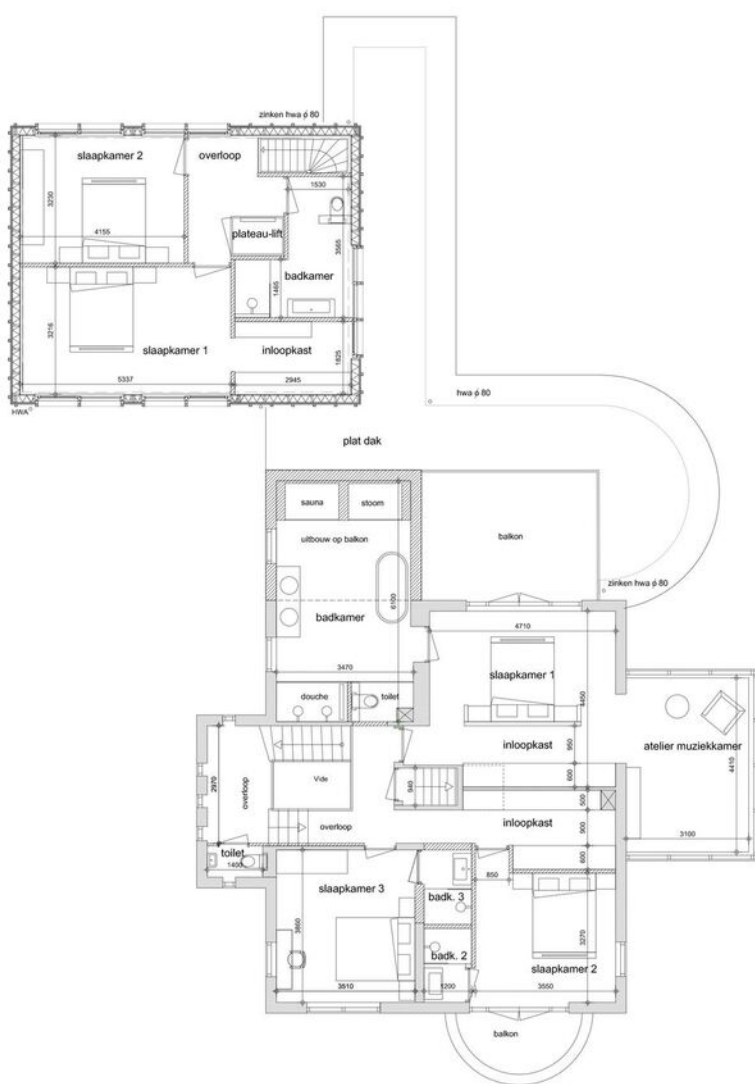 zinken hwa ϕ 80
slaapkamer 2
overloop
1530
3230
4155
plateau-lift
3565
badkamer
1465
3216
slaapkamer 1
inloopkast
1825
5337
2945
HWA
hwa ϕ 80
plat dak
sauna
stoom
uitbouw op balkon
balkon
zinken hwa ϕ 80
6100
badkamer
4710
3470
slaapkamer 1
4450
douche
toilet
inloopkast
950
atelier muziekkamer
4410
2970
overloop
Vide
940
600
500
inloopkast
900
overloop
3100
toilet
1400
600
850
slaapkamer 3
badk. 3
3860
badk. 2
3270
slaapkamer 2
3510
1200
3550
balkon